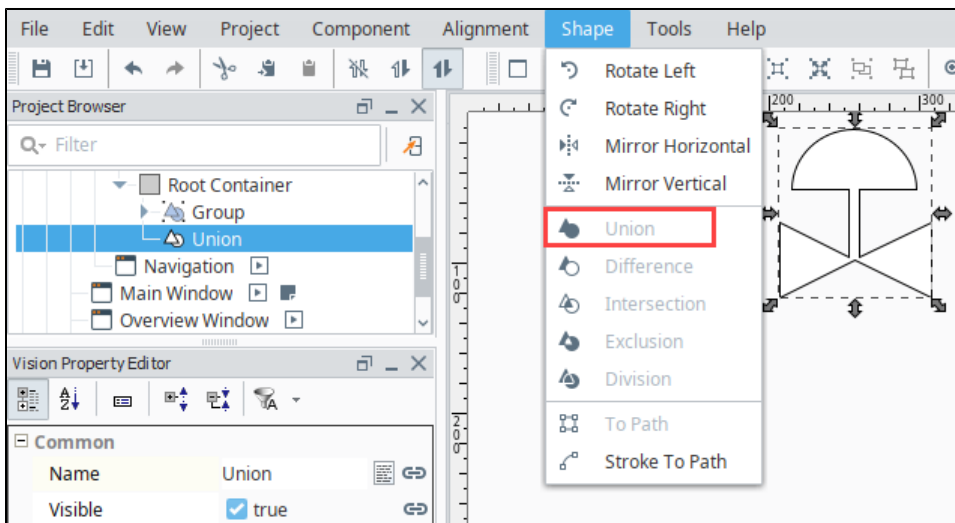 File Edit View Project Component Alignment Shape Tools Help
Project Browser
Filter
Root Container
Group
Union
Navigation
Main Window
Overview Window
Vision Property Editor
Common
Name Union
Visible true
Rotate Left
Rotate Right
Mirror Horizontal
Mirror Vertical
Union
Difference
Intersection
Exclusion
Division
To Path
Stroke To Path
200 300
100
200